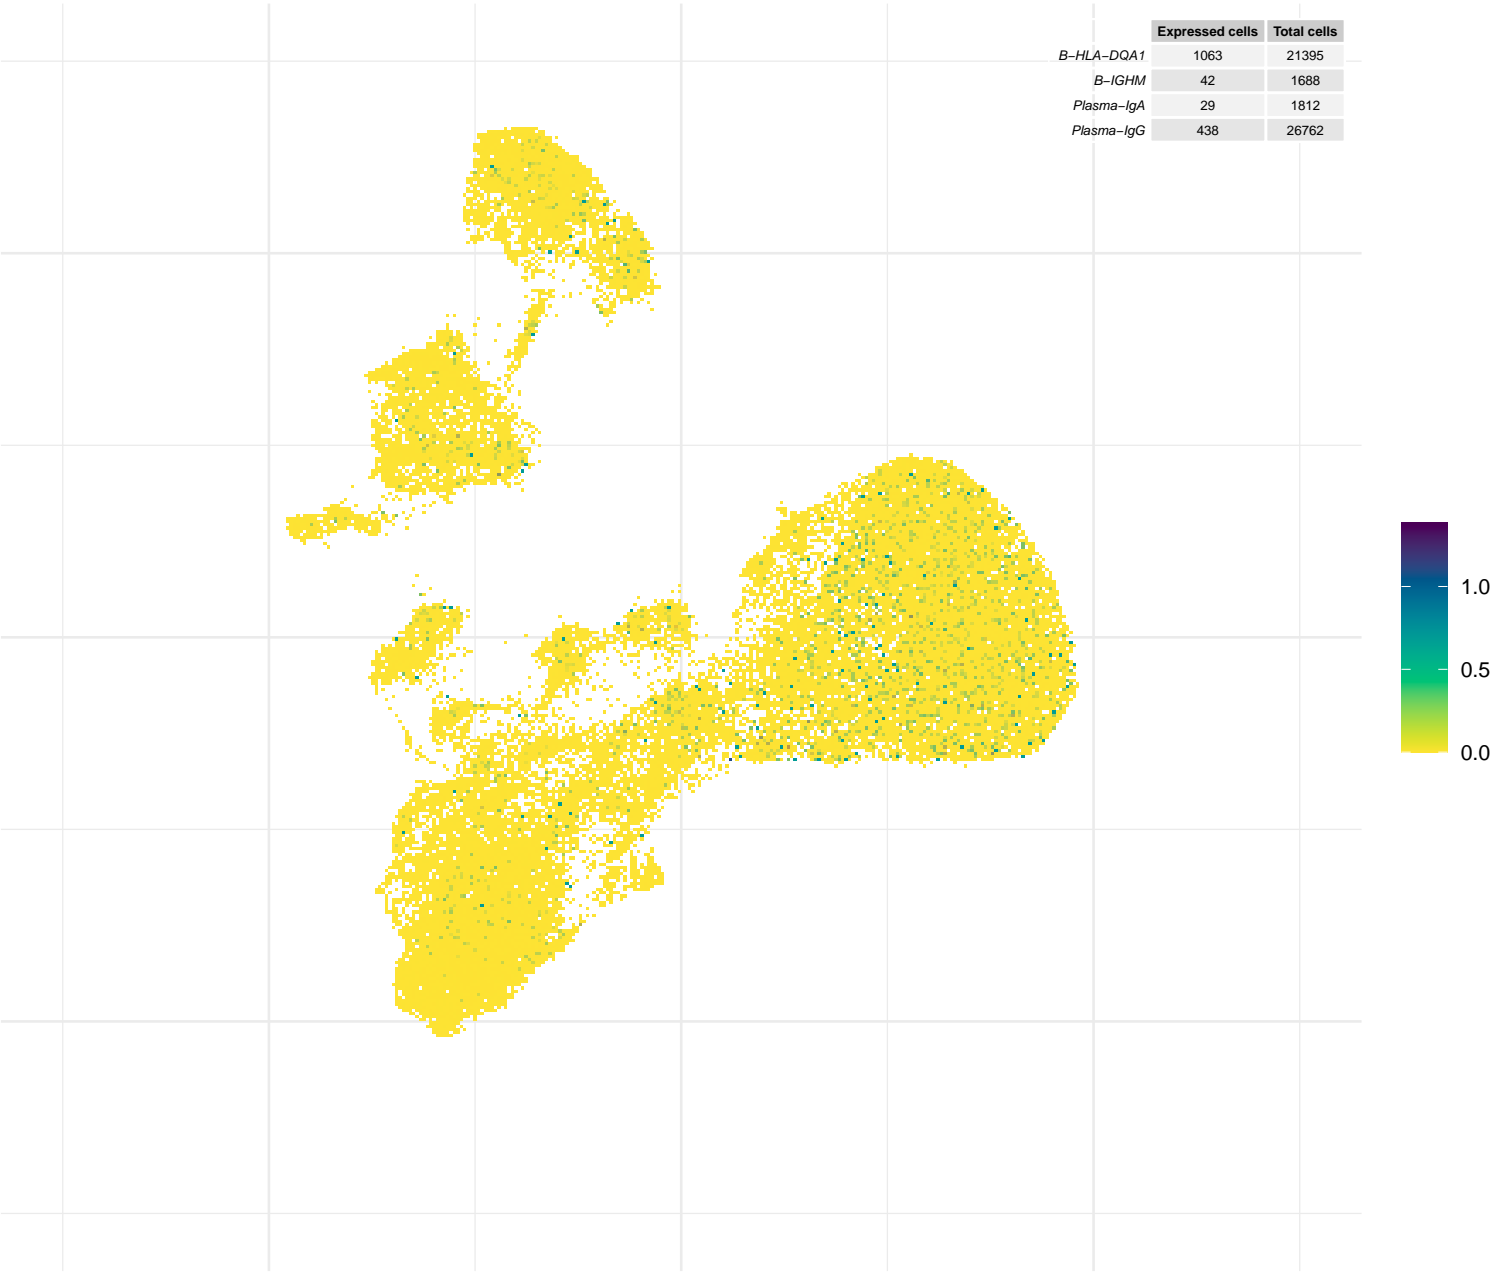 Expressed cells Total cells
B−HLA−DQA1 1063 21395
B−IGHM 42 1688
Plasma−IgA 29 1812
Plasma−IgG 438 26762
1.0
0.5
0.0